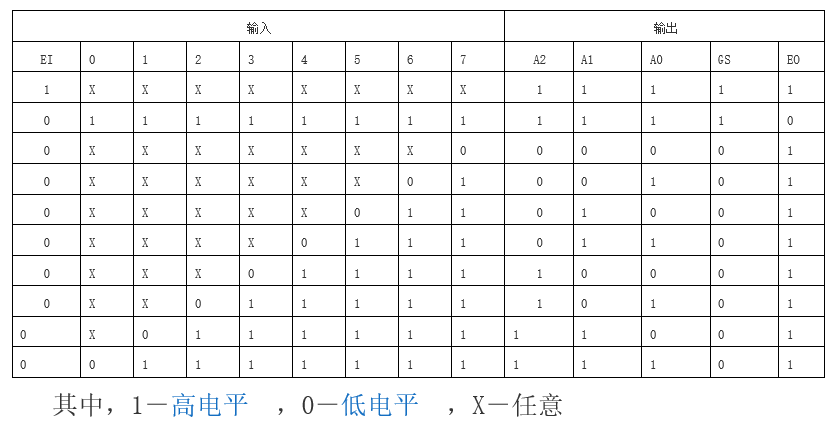 输入 输出
EI 0 1 2 3 4 5 6 7 A2 A1 A0 GS EO
1 X X X X X X X X 1 1 1 1 1
0 1 1 1 1 1 1 1 1 1 1 1 1 0
0 X X X X X X X 0 0 0 0 0 1
0 X X X X X X 0 1 0 0 1 0 1
0 X X X X X 0 1 1 0 1 0 0 1
0 X X X X 0 1 1 1 0 1 1 0 1
0 X X X 0 1 1 1 1 1 0 0 0 1
0 X X 0 1 1 1 1 1 1 0 1 0 1
0 X 0 1 1 1 1 1 1 1 1 0 0 1
0 0 1 1 1 1 1 1 1 1 1 1 0 1
其中，1－高电平 ，0－低电平 ，X－任意